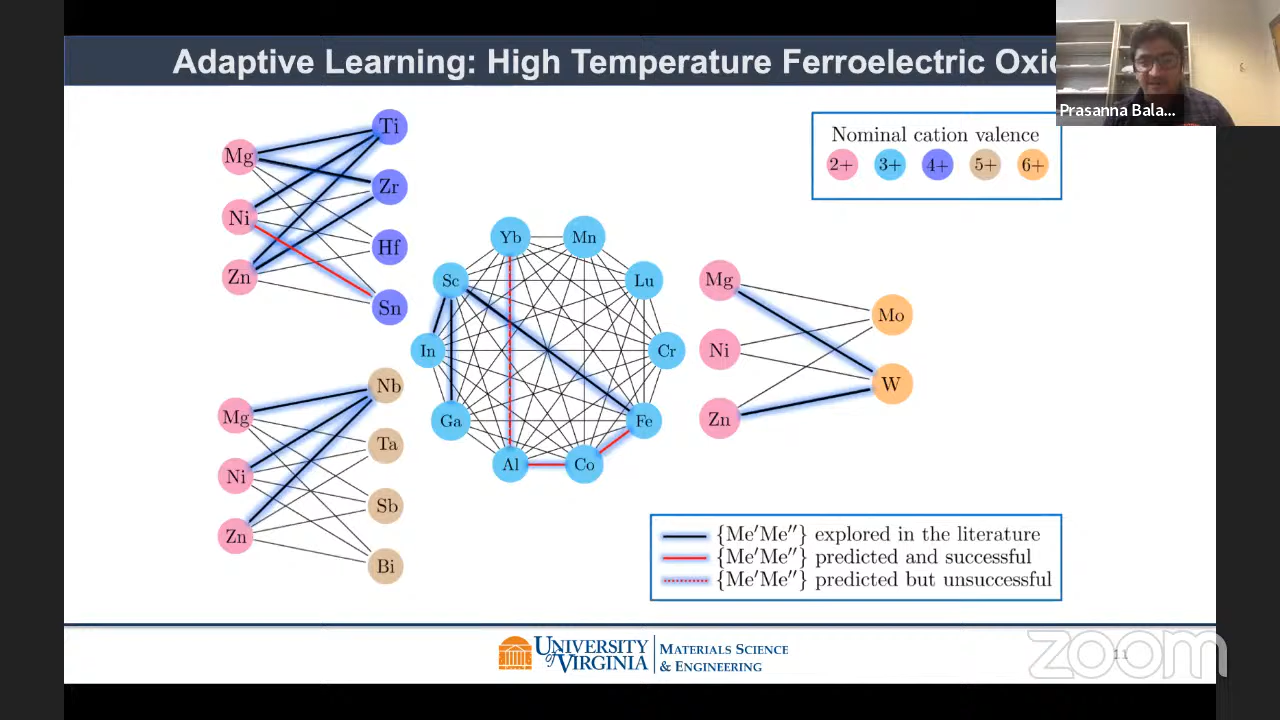 Adaptive Learning: High Temperature Ferroelectric Oxi
Prasanna Bala...
Nominal cation valence
2+ 3+ 4+ 5+ 6+
Mg
Ni
Zn
Ti
Zr
Hf
Sn
Mg
Ni
Zn
Nb
Ta
Sb
Bi
Yb
Mn
Sc
Lu
In
Cr
Ga
Fe
Al
Co
Mg
Ni
Zn
Mo
W
{Me′Me″} explored in the literature
{Me′Me″} predicted and successful
{Me′Me″} predicted but unsuccessful
UNIVERSITY
of VIRGINIA
MATERIALS SCIENCE
& ENGINEERING
zoom
11